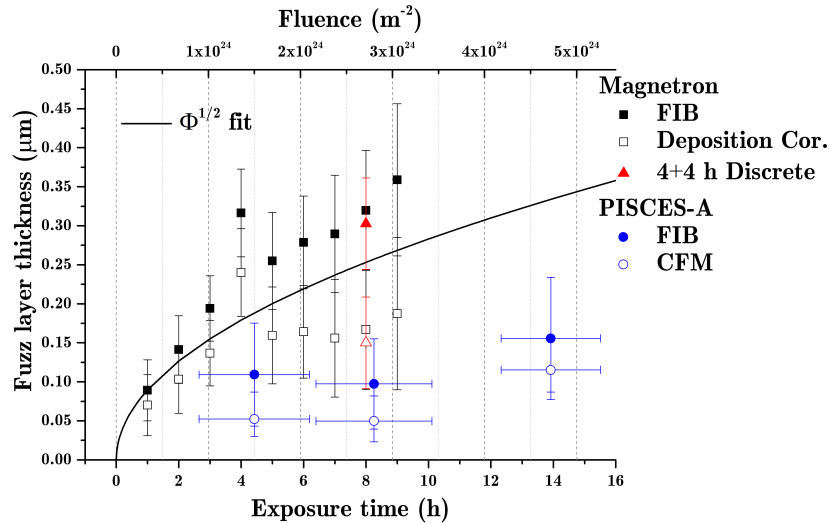 Fluence (m-2)
0 1x1024 2x1024 3x1024 4x1024 5x1024
0.50
0.45
0.40
0.35
0.30
0.25
0.20
0.15
0.10
0.05
0.00
Fuzz layer thickness (μm)
Φ1/2 fit
0 2 4 6 8 10 12 14 16
Exposure time (h)
Magnetron
FIB
Deposition Cor.
4+4 h Discrete
PISCES-A
FIB
CFM